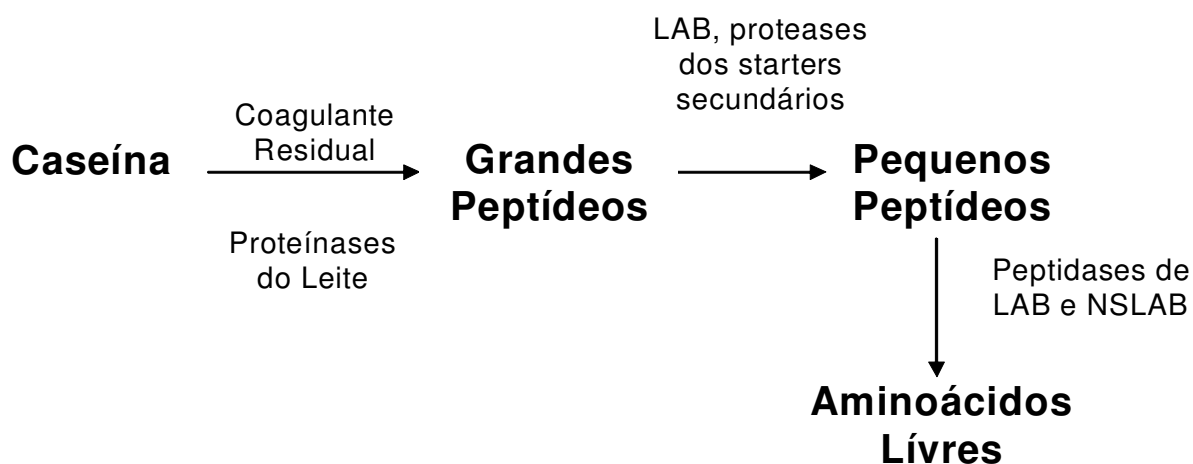 LAB, proteases
dos starters
secundários
Coagulante
Residual
Caseína
Grandes
Peptídeos
Pequenos
Peptídeos
Proteínases
do Leite
Peptidases de
LAB e NSLAB
Aminoácidos
Lívres